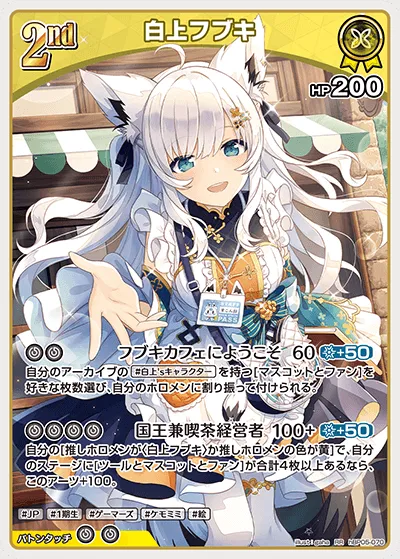 2nd
白上フブキ
HP200
フブキカフェにようこそ 60 +50
自分のアーカイブの[#白上'sキャラクター]を持つ[マスコットとファン]を
好きな枚数選び、自分のホロメンに割り振って付けられる。
国王兼喫茶経営者 100+ +50
自分の[推しホロメンが〈白上フブキ〉か推しホロメンの色が黄]で、自分
のステージに[ツールとマスコットとファン]が合計4枚以上あるなら、
このアーツ+100。
#JP #1期生 #ゲーマーズ #ケモミミ #絵
バトンタッチ
PASS
RR hBP05-070